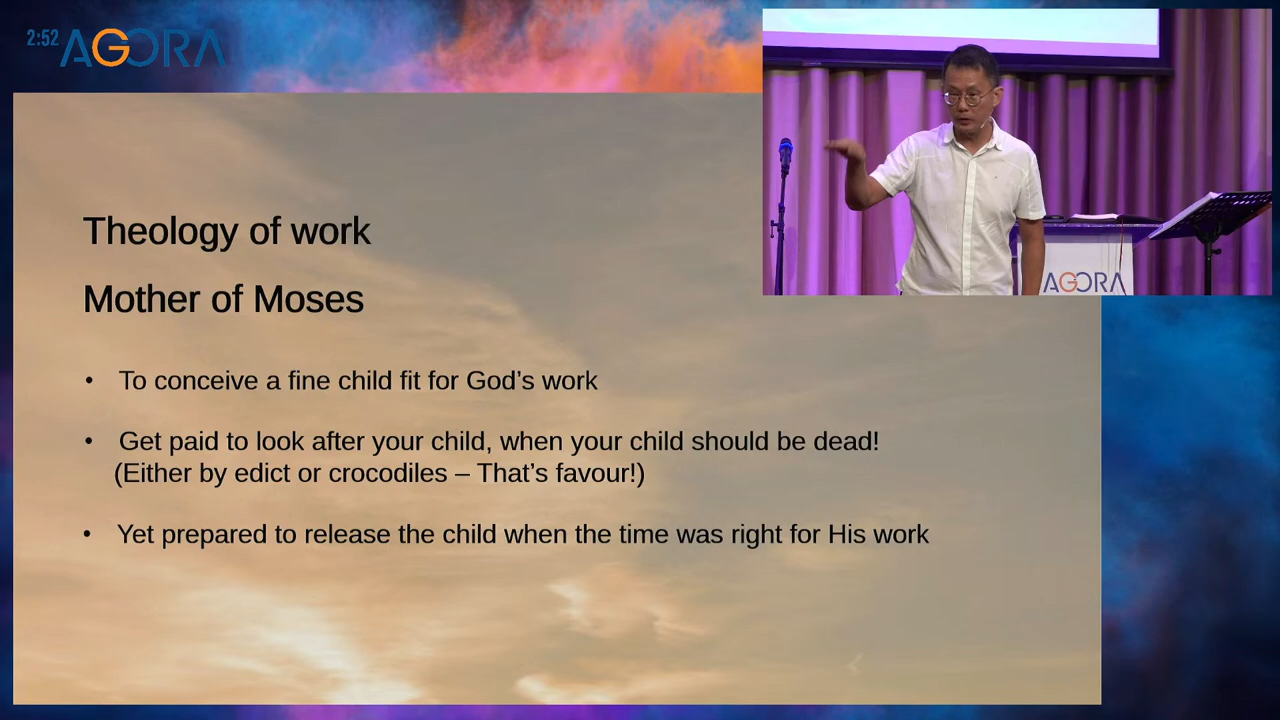 2:52 AGORA
Theology of work
Mother of Moses
• To conceive a fine child fit for God’s work
• Get paid to look after your child, when your child should be dead!
(Either by edict or crocodiles – That’s favour!)
• Yet prepared to release the child when the time was right for His work
AGORA